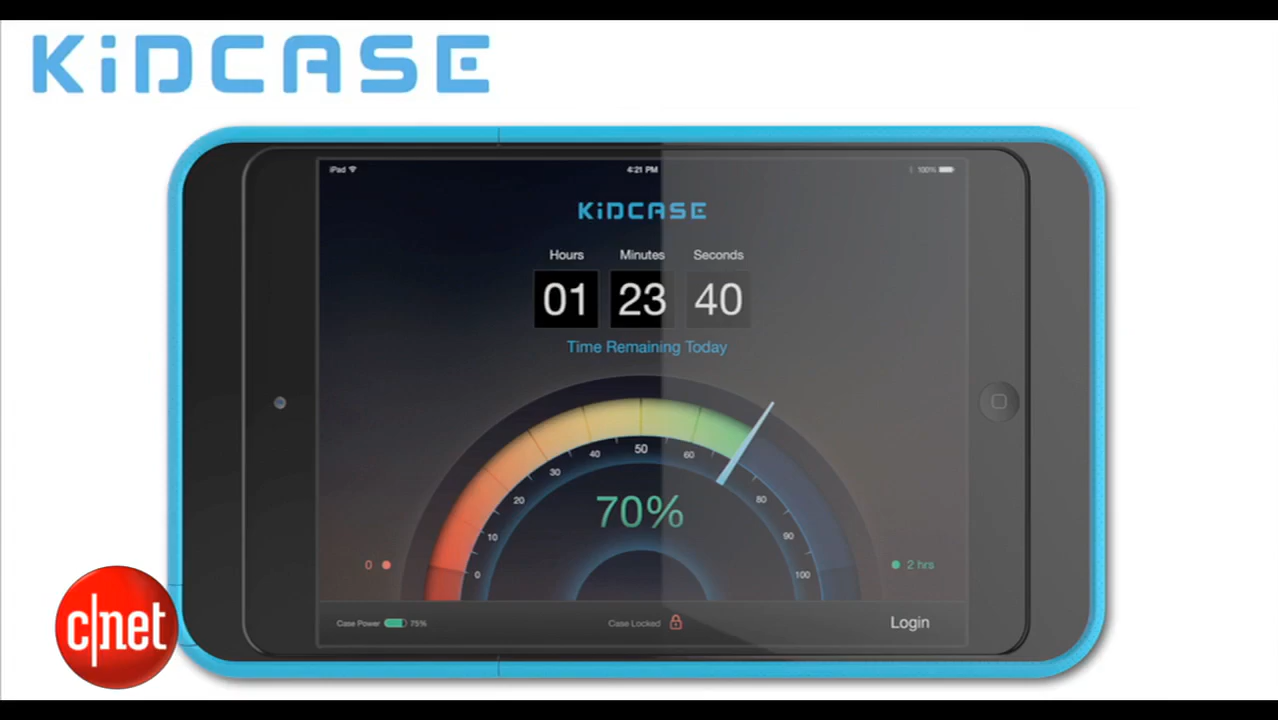 KiDCASE
iPad 4:21 PM 100%
KiDCASE
Hours Minutes Seconds
01 23 40
Time Remaining Today
0 10 20 30 40 50 60 80 90 100
70%
0 2 hrs
Case Power 75% Case Locked Login
c|net